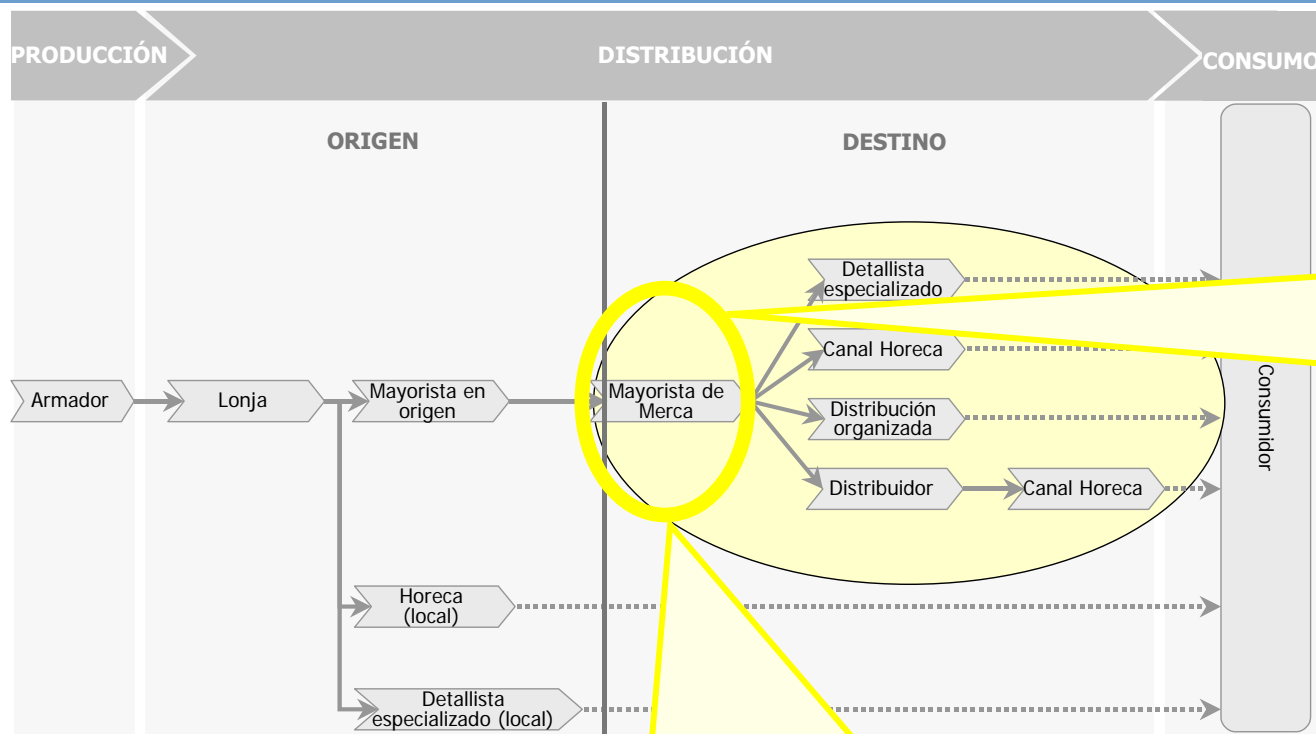 PRODUCCIÓN
DISTRIBUCIÓN
CONSUMO
ORIGEN
DESTINO
Detallista
especializado
Canal Horeca
Armador
Lonja
Mayorista en
origen
Mayorista de
Merca
Distribución
organizada
Distribuidor
Canal Horeca
Consumidor
Horeca
(local)
Detallista
especializado (local)